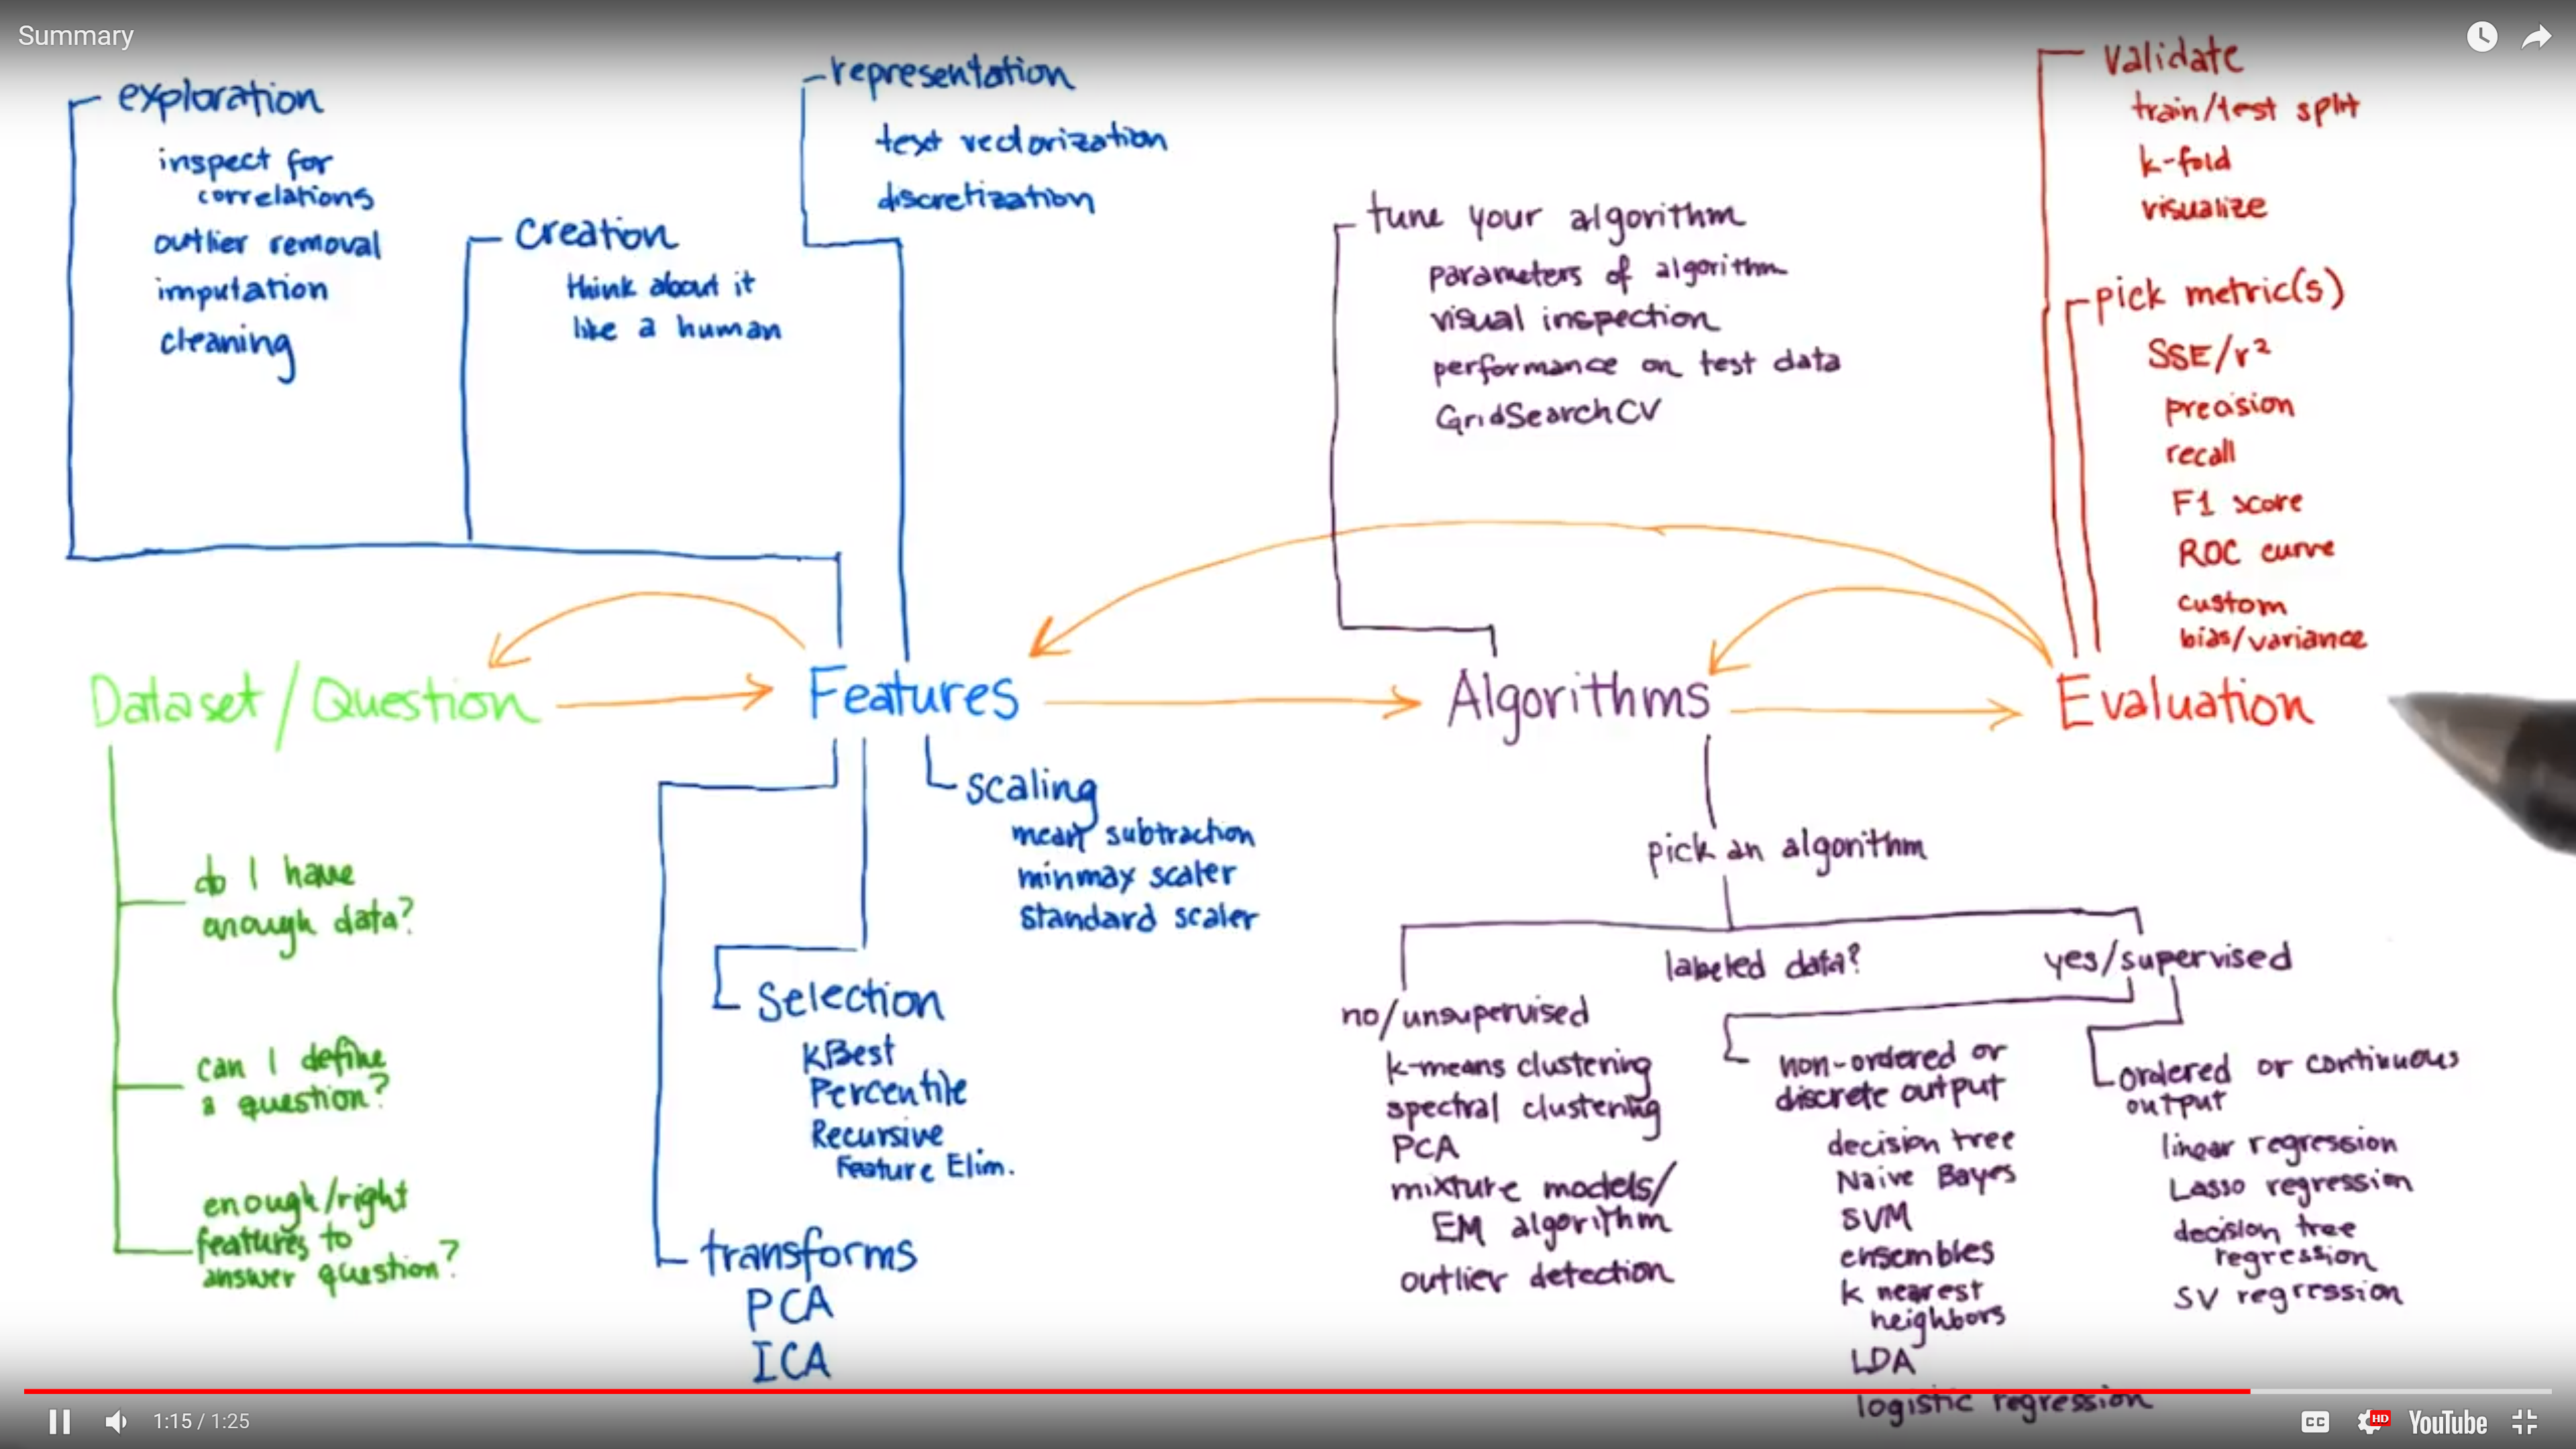 Summary
exploration
inspect for
correlations
outlier removal
imputation
cleaning
creation
think about it
like a human
representation
text vectorization
discretization
tune your algorithm
parameters of algorithm
visual inspection
performance on test data
GridSearchCV
validate
train/test split
k-fold
visualize
pick metric(s)
SSE/r²
precision
recall
F1 score
ROC curve
custom
bias/variance
Dataset/Question
Features
Algorithms
Evaluation
do I have
enough data?
can I define
a question?
enough/right
features to
answer question?
scaling
mean subtraction
minmax scaler
standard scaler
Selection
KBest
Percentile
Recursive
Feature Elim.
transforms
PCA
ICA
pick an algorithm
labeled data?
no/unsupervised
k-means clustering
spectral clustering
PCA
mixture models/
EM algorithm
outlier detection
yes/supervised
non-ordered or
discrete output
decision tree
Naive Bayes
SVM
ensembles
k nearest
neighbors
LDA
logistic regression
ordered or continuous
output
linear regression
Lasso regression
decision tree
regression
SV regression
1:15 / 1:25
CC
HD
YouTube